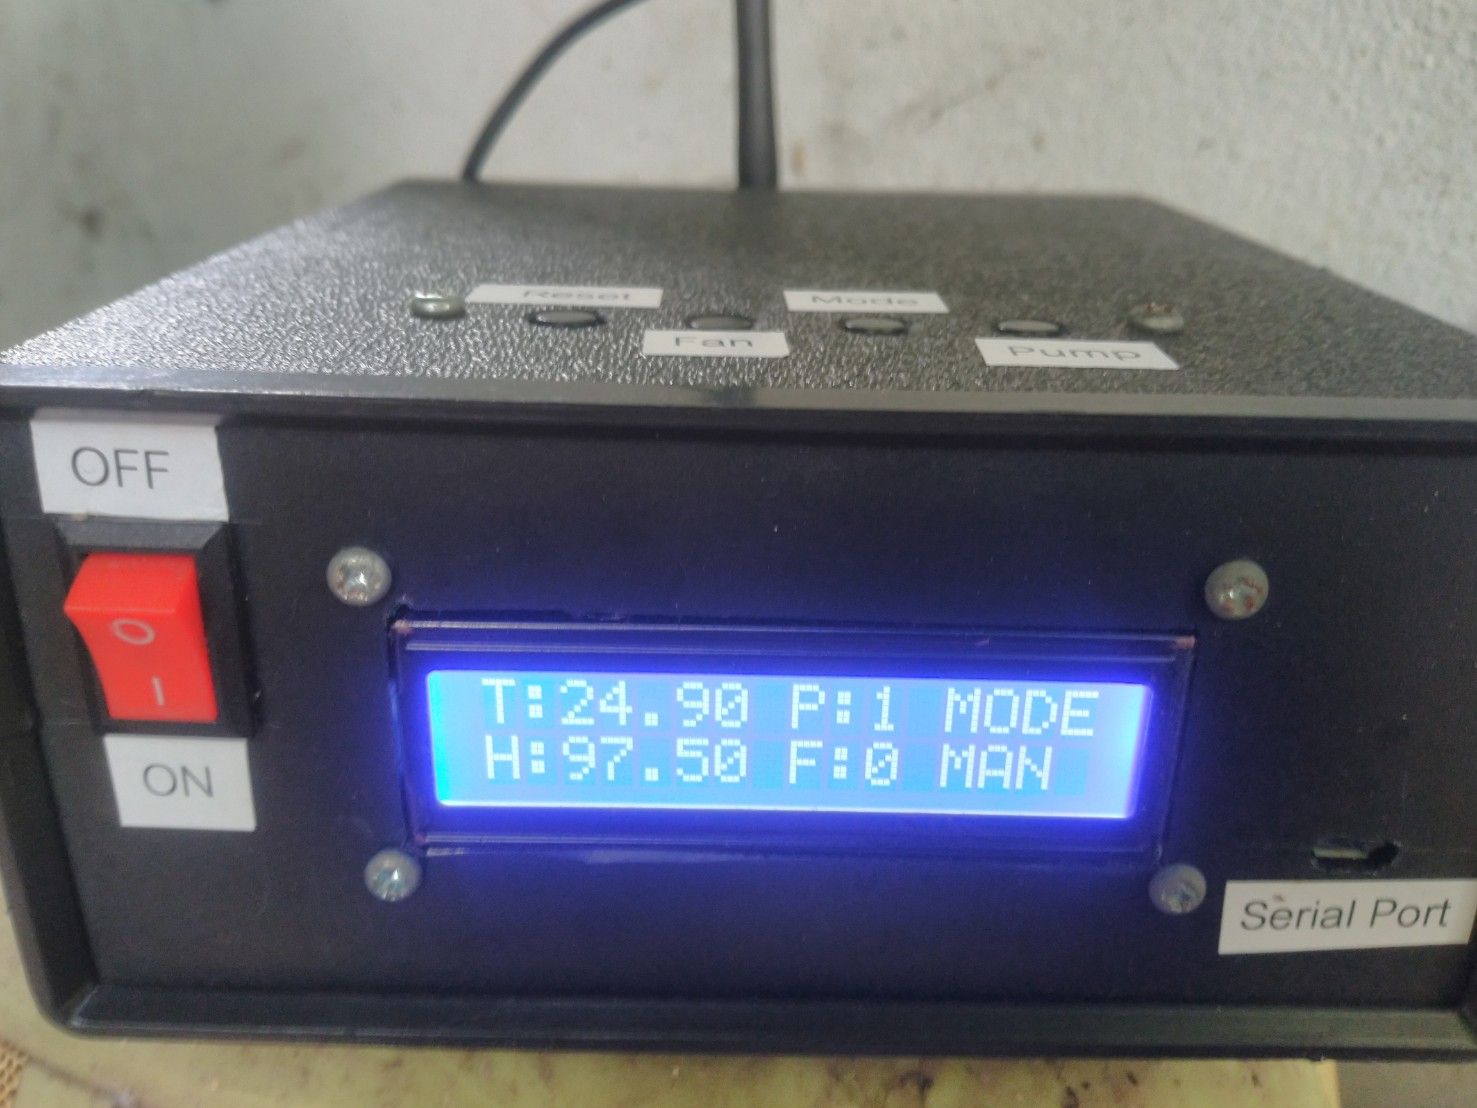 Reset
Mode
Fan
Pump
OFF
ON
T:24.90 P:1 MODE
H:97.50 F:0 MAN
Serial Port